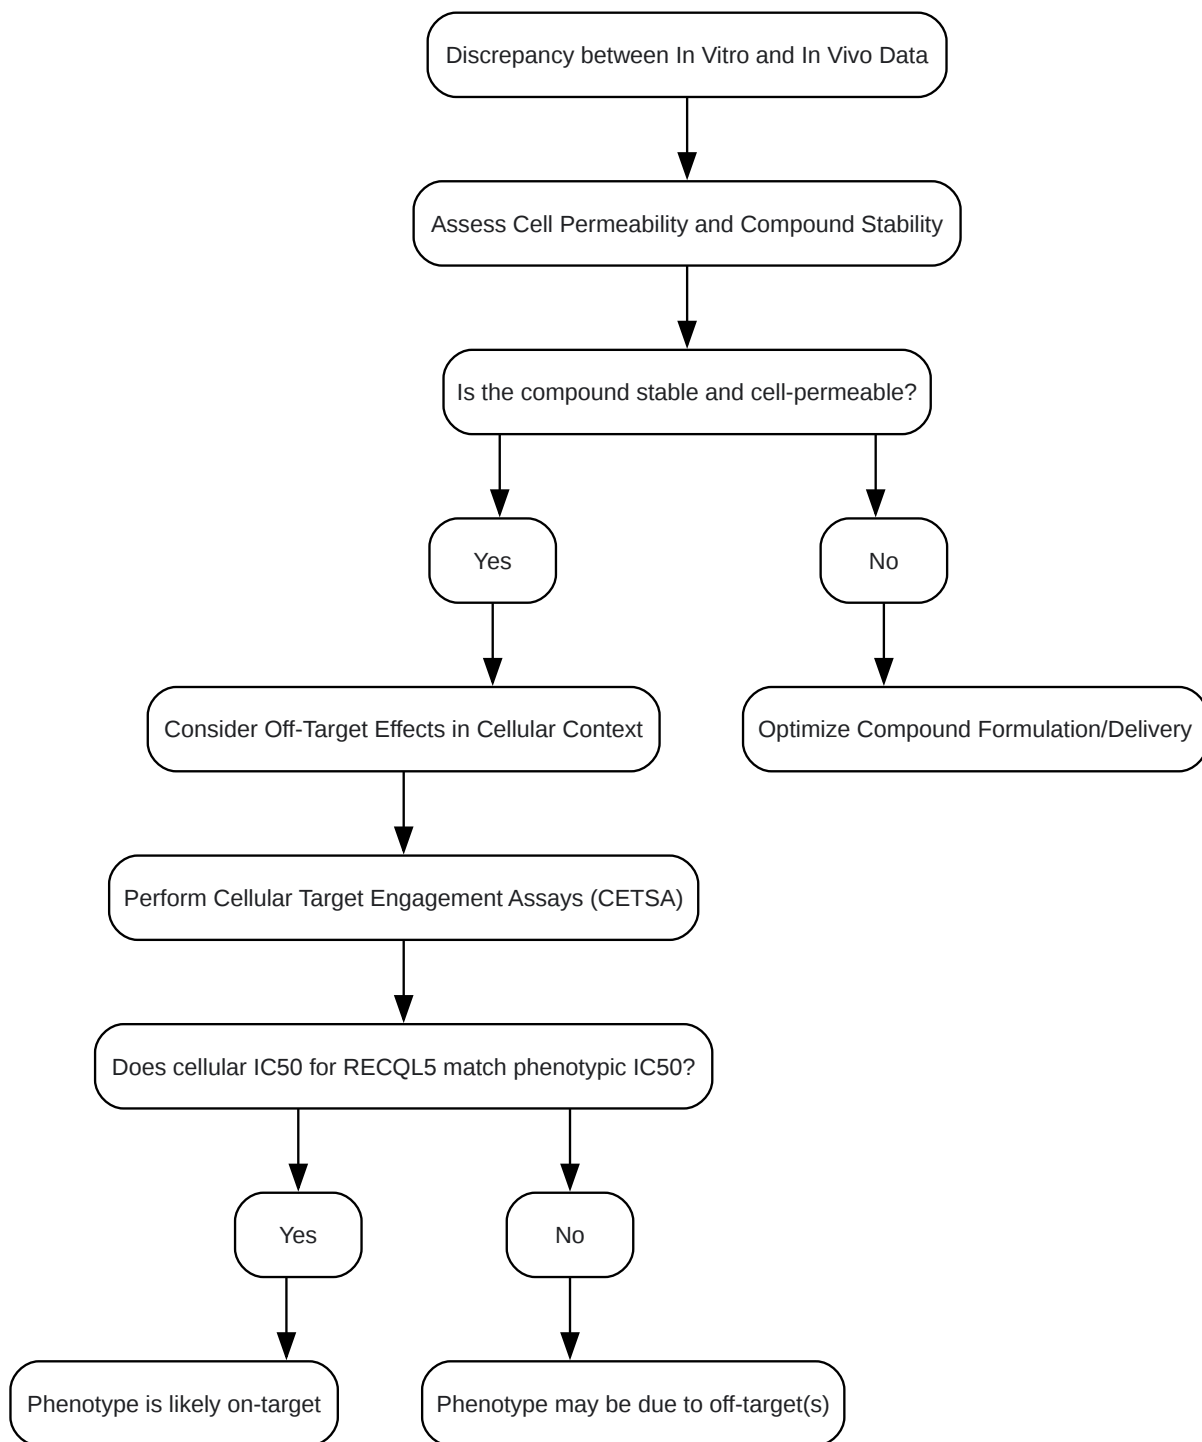 Discrepancy between In Vitro and In Vivo Data
Assess Cell Permeability and Compound Stability
Is the compound stable and cell-permeable?
Yes
No
Consider Off-Target Effects in Cellular Context
Optimize Compound Formulation/Delivery
Perform Cellular Target Engagement Assays (CETSA)
Does cellular IC50 for RECQL5 match phenotypic IC50?
Yes
No
Phenotype is likely on-target
Phenotype may be due to off-target(s)